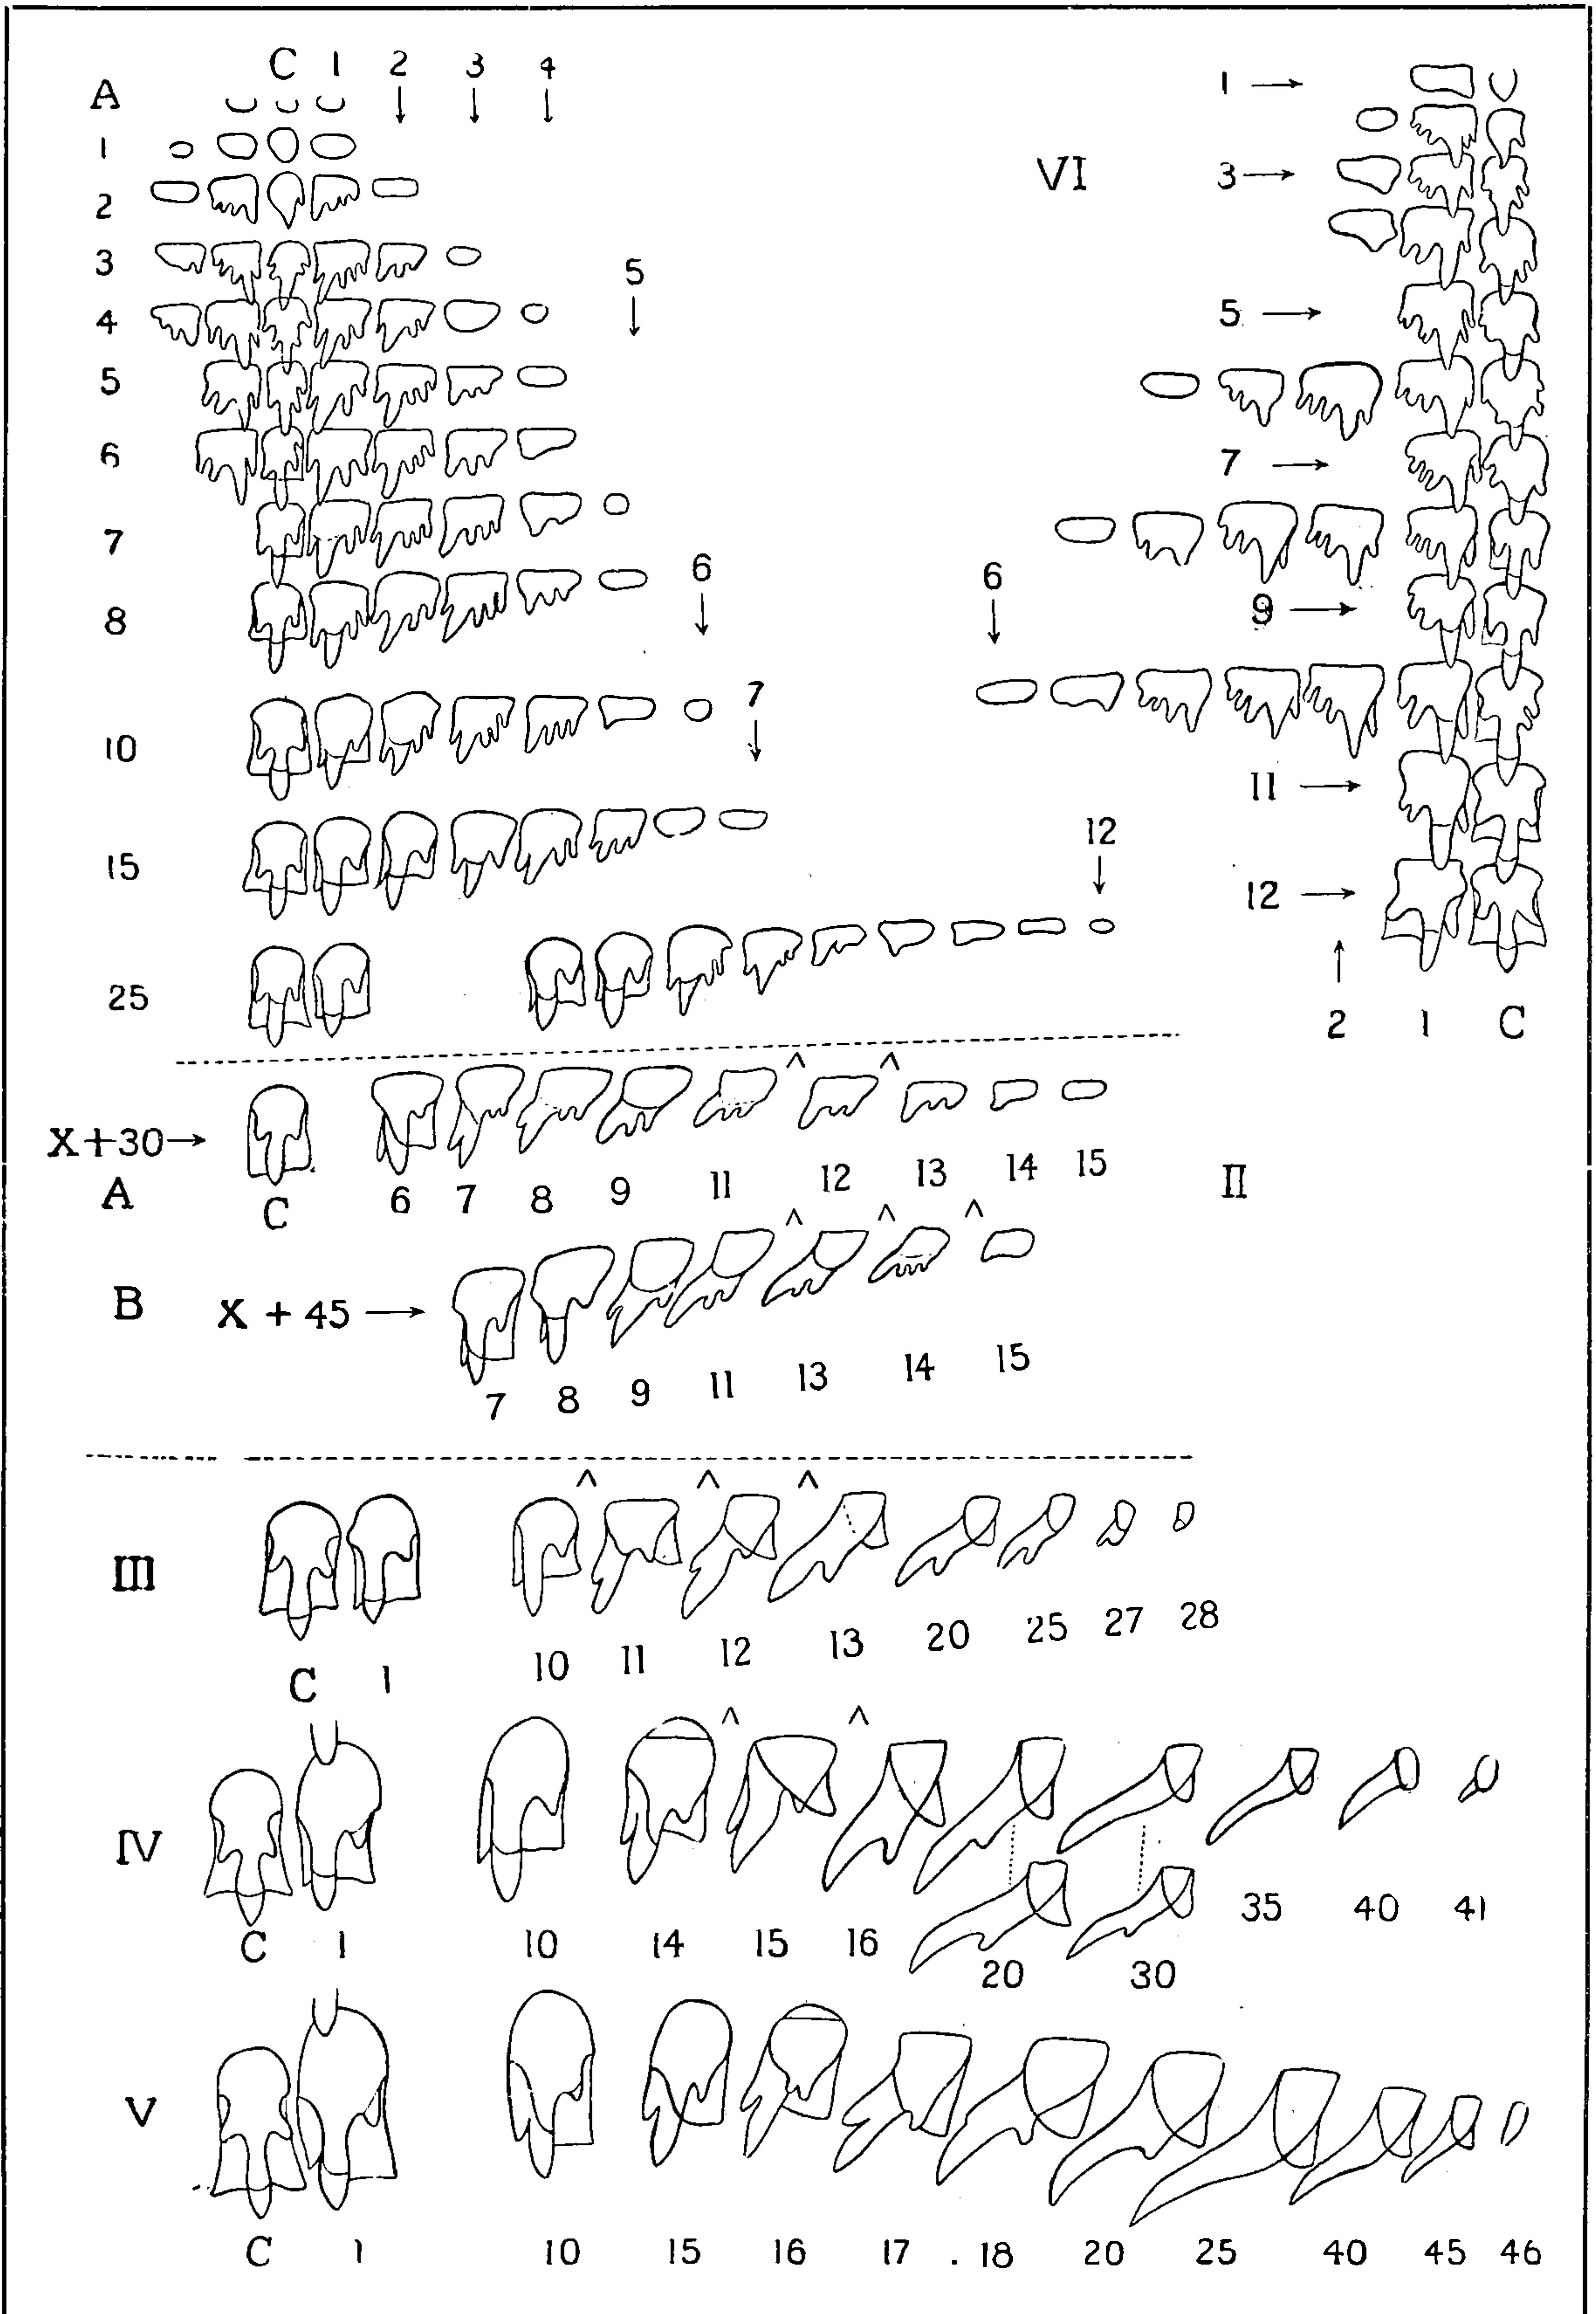 C 1 2 3 4
A
1
2
3
4
5
5
6
7
8
6
10
7
15
12
25
1
VI
3
5
7
9
6
11
12
2 1 C
X+30
A
C 6 7 8 9 11 12 13 14 15
II
B
X + 45
7 8 9 11 13 14 15
III
C 1 10 11 12 13 20 25 27 28
IV
C 1 10 14 15 16 20 30 35 40 41
V
C 1 10 15 16 17 18 20 25 40 45 46